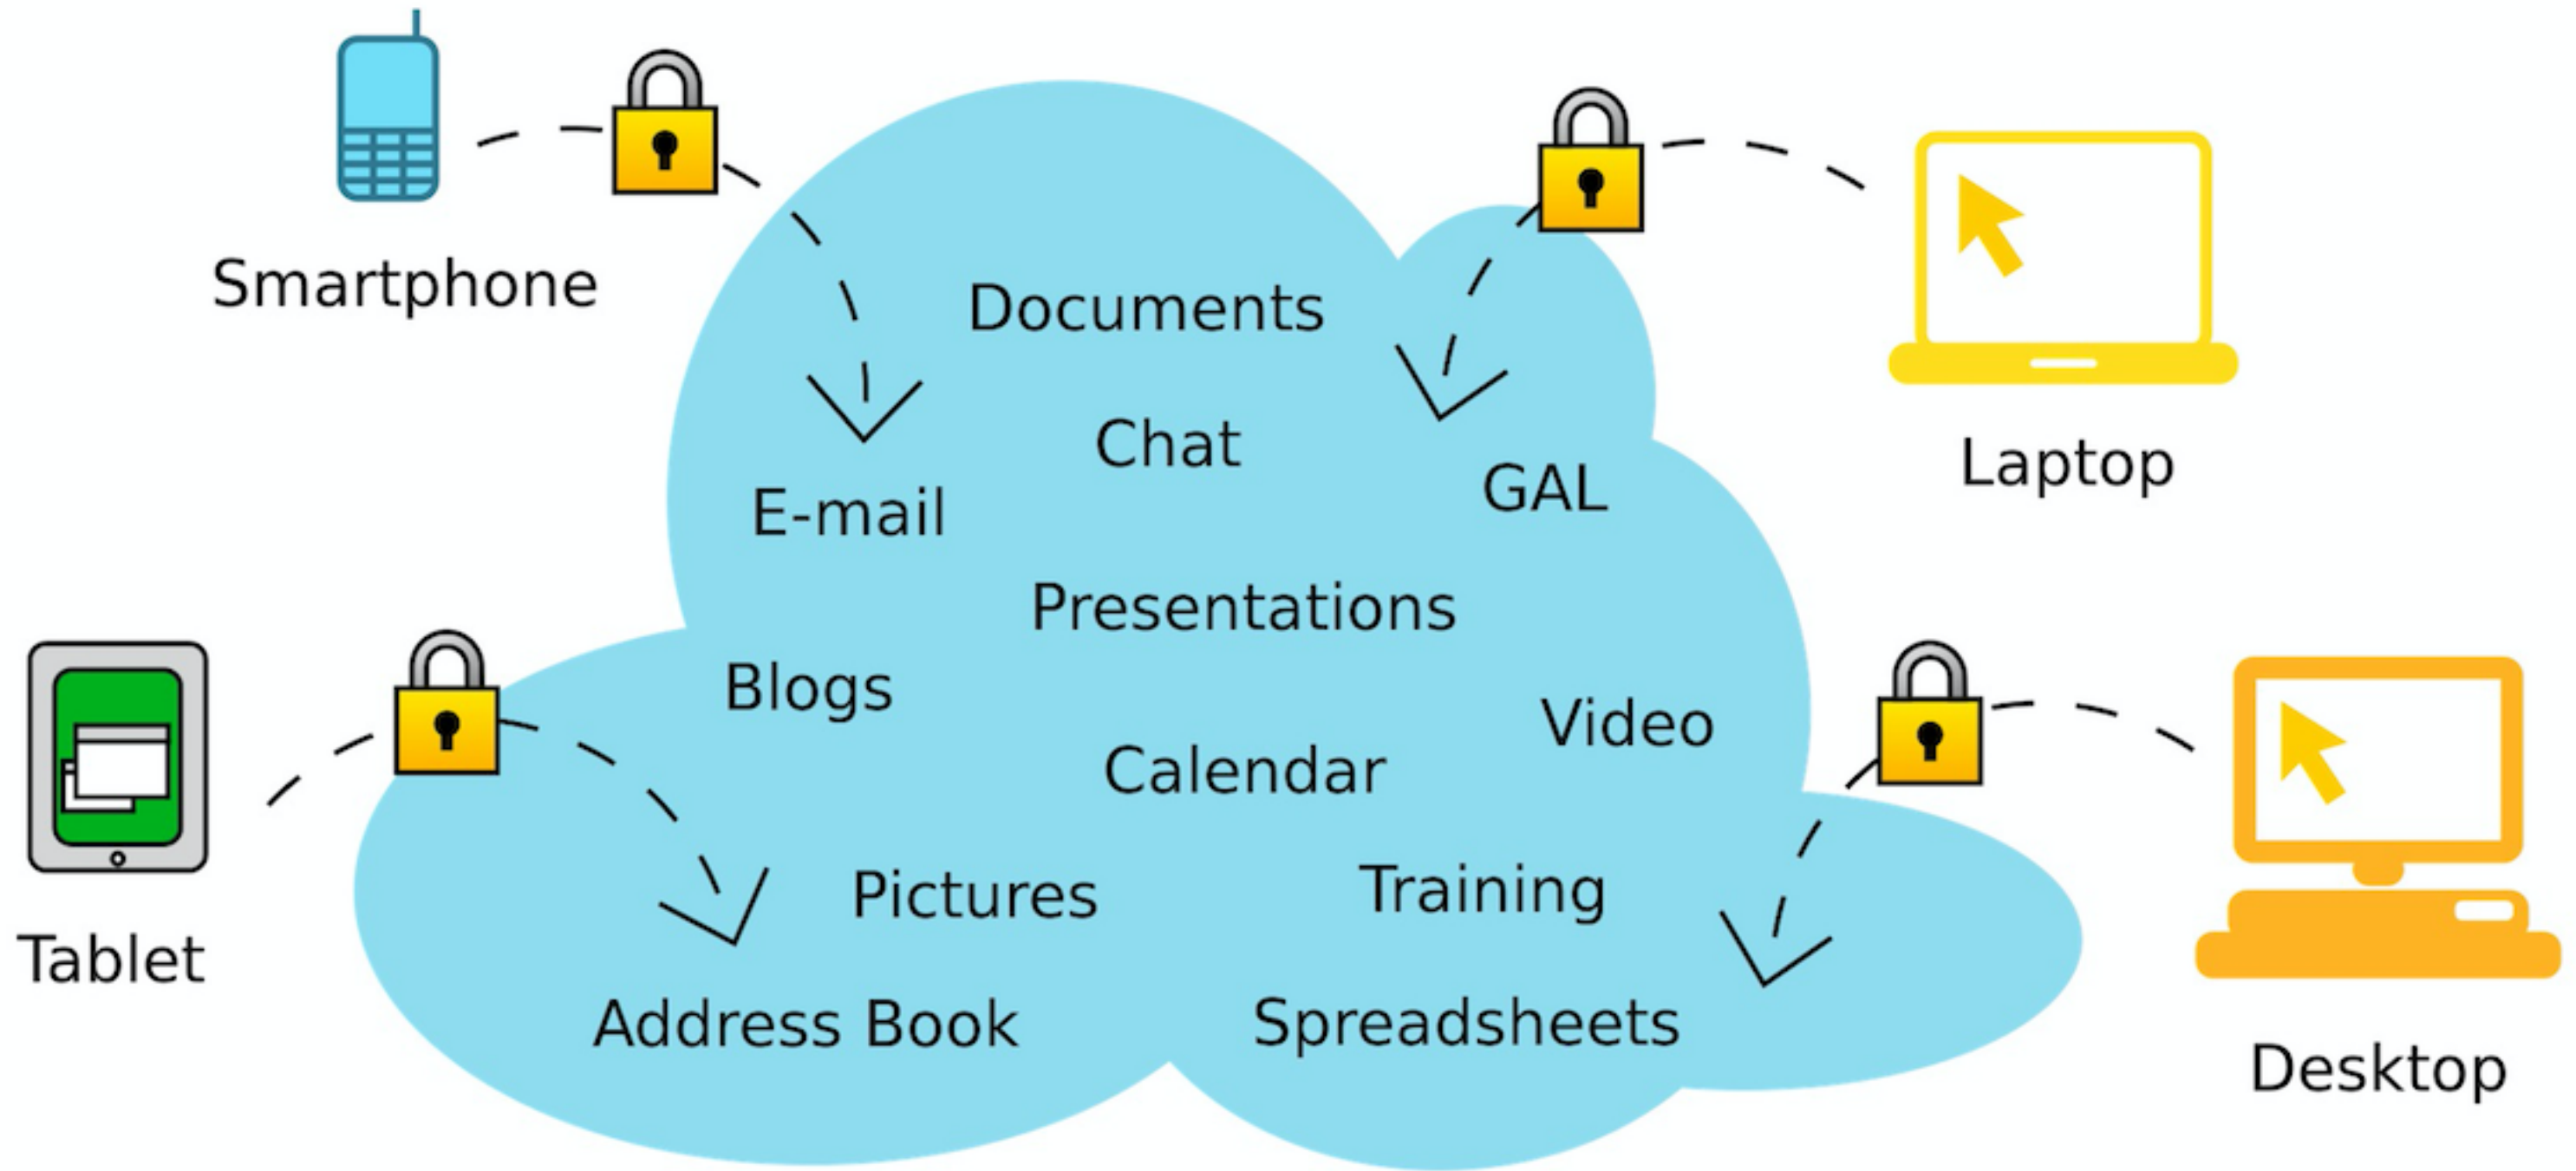 Smartphone
Documents
Chat
E-mail
GAL
Laptop
Presentations
Blogs
Video
Calendar
Pictures
Training
Tablet
Address Book
Spreadsheets
Desktop